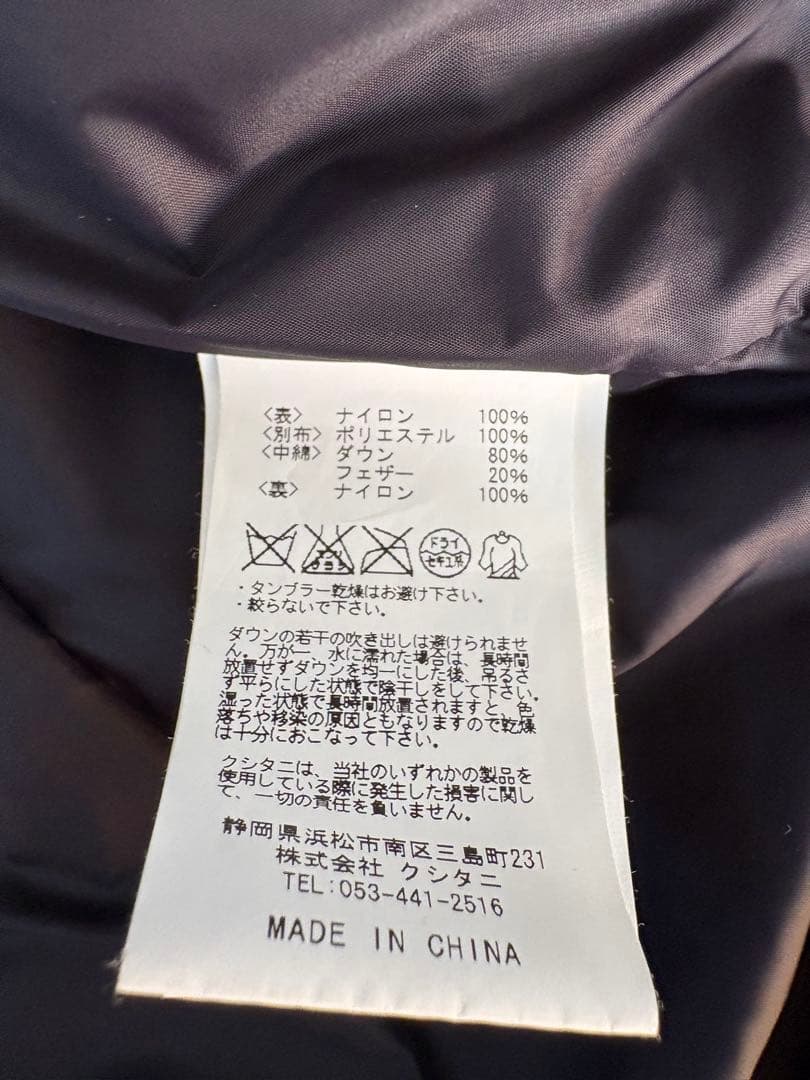 〈表〉 ナイロン 100%
〈別布〉 ポリエステル 100%
〈中綿〉 ダウン 80%
フェザー 20%
〈裏〉 ナイロン 100%
エンソサラシ ドライ セキユ系
・タンブラー乾燥はお避け下さい。
・絞らないで下さい。
ダウンの若干の吹き出しは避けられませ
ん。万が一、水に濡れた場合は、長時間
放置せずダウンを均一にした後、吊るさ
ず平らにした状態で陰干しをして下さい。
湿った状態で長時間放置されますと、色
落ちや移染の原因ともなりますので乾燥
は十分におこなって下さい。
クシタニは、当社のいずれかの製品を
使用している際に発生した損害に関し
て、一切の責任を負いません。
静岡県浜松市南区三島町231
株式会社 クシタニ
TEL:053-441-2516
MADE IN CHINA